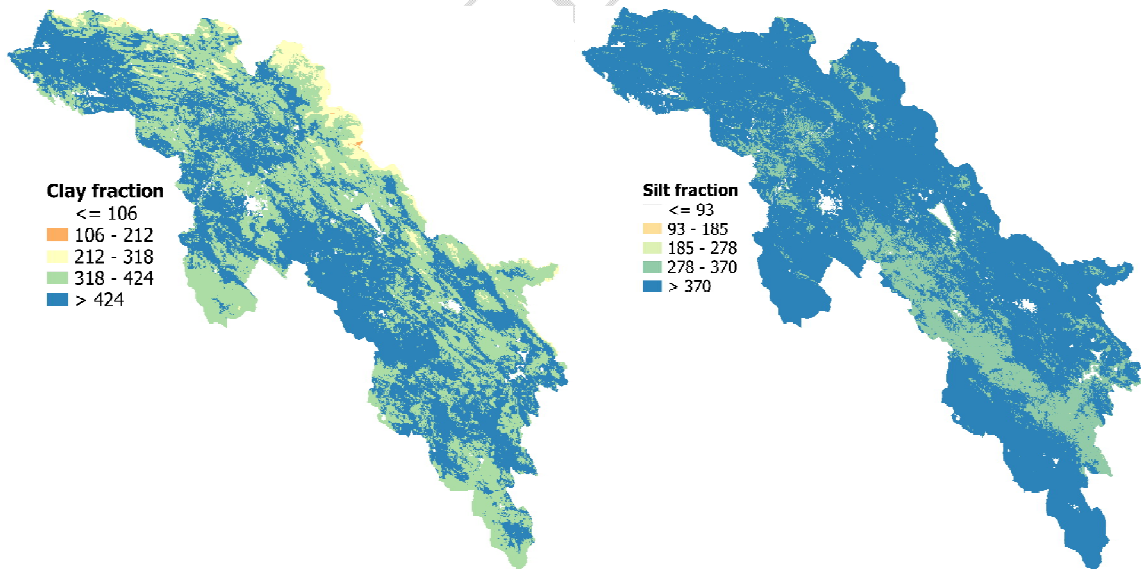 Clay fraction
<= 106
106 - 212
212 - 318
318 - 424
> 424
Silt fraction
<= 93
93 - 185
185 - 278
278 - 370
> 370